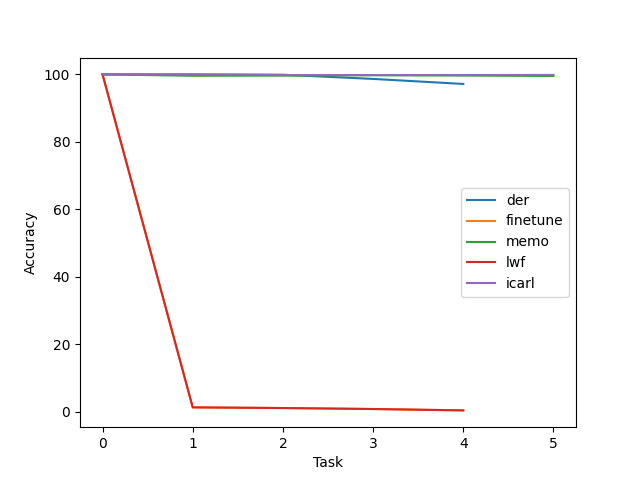 100
80
60
40
20
0
Accuracy
der
finetune
memo
lwf
icarl
0 1 2 3 4 5
Task